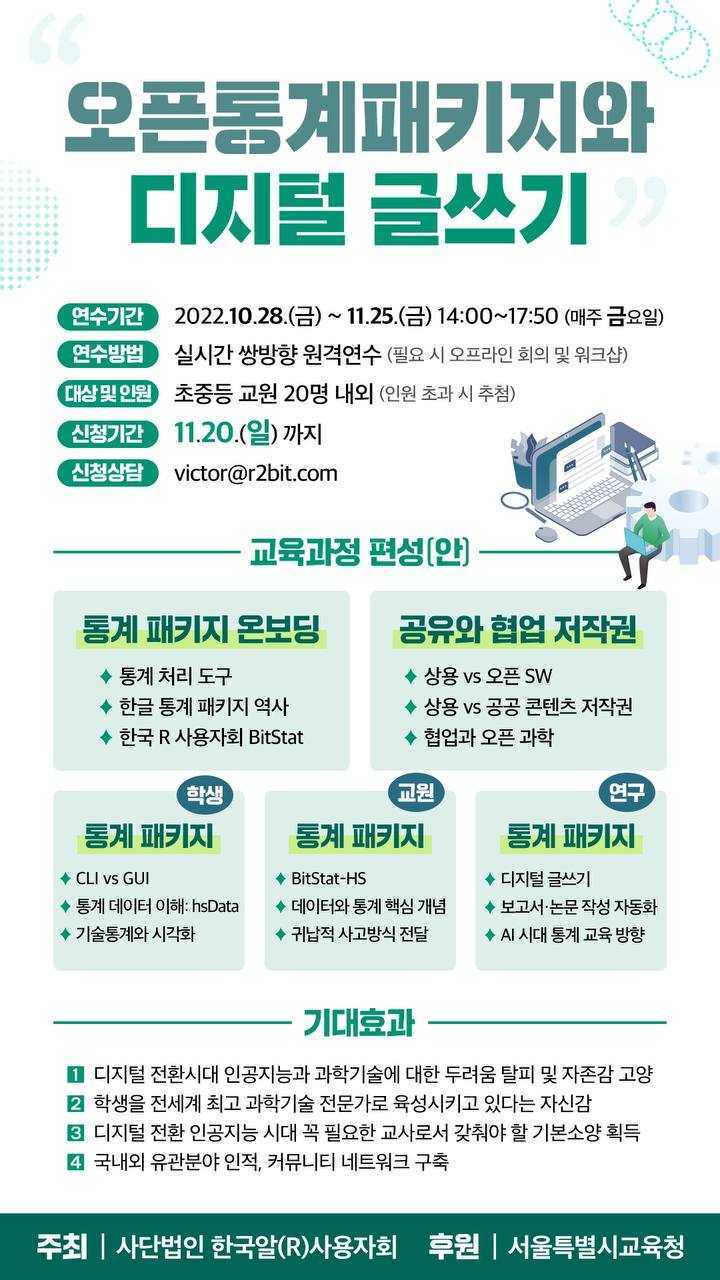 오픈통계패키지와
디지털 글쓰기
연수기간 2022.10.28.(금) ~ 11.25.(금) 14:00~17:50 (매주 금요일)
연수방법 실시간 쌍방향 원격연수 (필요 시 오프라인 회의 및 워크샵)
대상 및 인원 초중등 교원 20명 내외 (인원 초과 시 추첨)
신청기간 11.20.(일) 까지
신청상담 victor@r2bit.com
교육과정 편성(안)
통계 패키지 온보딩
통계 처리 도구
한글 통계 패키지 역사
한국 R 사용자회 BitStat
공유와 협업 저작권
상용 vs 오픈 SW
상용 vs 공공 콘텐츠 저작권
협업과 오픈 과학
학생
통계 패키지
CLI vs GUI
통계 데이터 이해: hsData
기술통계와 시각화
교원
통계 패키지
BitStat-HS
데이터와 통계 핵심 개념
귀납적 사고방식 전달
연구
통계 패키지
디지털 글쓰기
보고서·논문 작성 자동화
AI 시대 통계 교육 방향
기대효과
1 디지털 전환시대 인공지능과 과학기술에 대한 두려움 탈피 및 자존감 고양
2 학생을 전세계 최고 과학기술 전문가로 육성시키고 있다는 자신감
3 디지털 전환 인공지능 시대 꼭 필요한 교사로서 갖춰야 할 기본소양 획득
4 국내외 유관분야 인적, 커뮤니티 네트워크 구축
주최 | 사단법인 한국알(R)사용자회 후원 | 서울특별시교육청